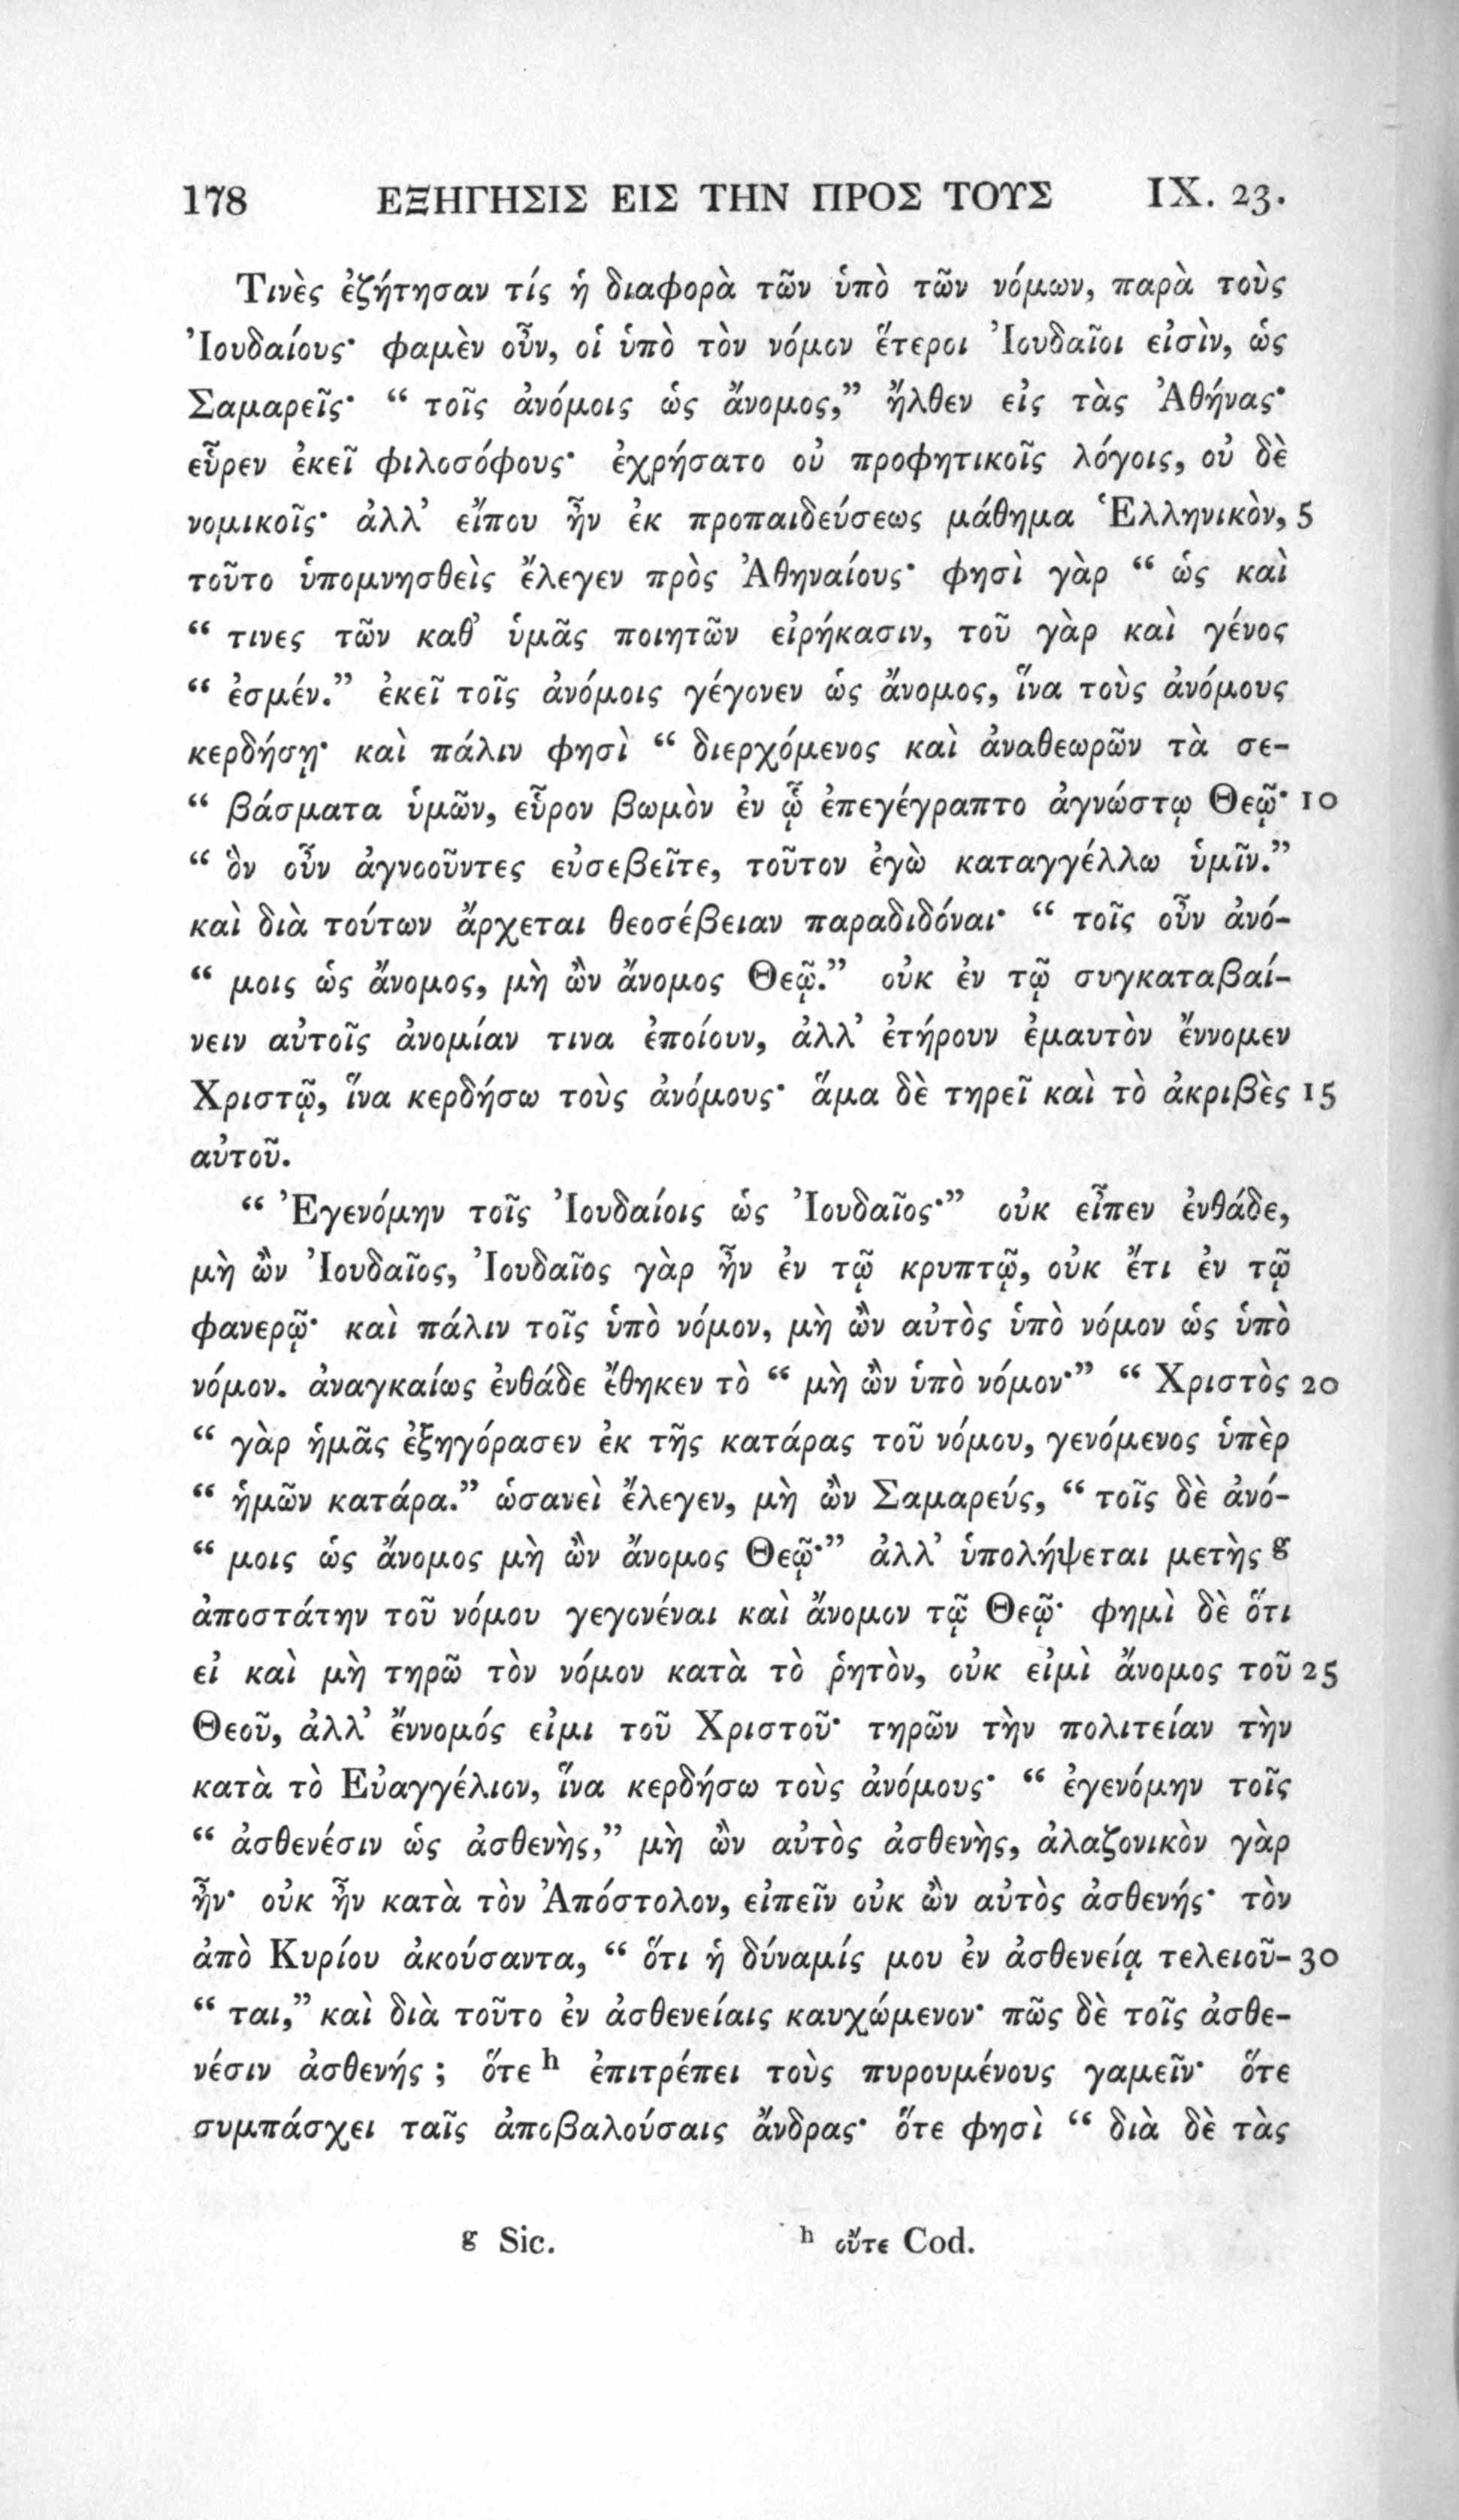 178 ΕΞΗΓΗΣΙΣ ΕΙΣ ΤΗΝ ΠΡΟΣ ΤΟΥΣ IX. 23.
Τινὲς ἐζήτησαν τίς ἡ διαφορὰ τῶν ὑπὸ τῶν νόμων, παρὰ τοὺς
Ἰουδαίους· φαμὲν οὖν, οἱ ὑπὸ τὸν νόμον ἕτεροι Ἰουδαῖοι εἰσὶν, ὡς
Σαμαρεῖς· “ τοῖς ἀνόμοις ὡς ἄνομος,” ἤλθεν εἰς τὰς Ἀθήνας·
εὗρεν ἐκεῖ φιλοσόφους· ἐχρήσατο οὐ προφητικοῖς λόγοις, οὐ δὲ
νομικοῖς· ἀλλ’ εἴπου ἦν ἐκ προπαιδεύσεως μάθημα Ἑλληνικὸν, 5
τοῦτο ὑπομνησθεὶς ἔλεγεν πρὸς Ἀθηναίους· φησὶ γὰρ “ ὡς καὶ
“ τινες τῶν καθ’ ὑμᾶς ποιητῶν εἰρήκασιν, τοῦ γὰρ καὶ γένος
“ ἐσμέν.” ἐκεῖ τοῖς ἀνόμοις γέγονεν ὡς ἄνομος, ἵνα τοὺς ἀνόμους
κερδήσῃ· καὶ πάλιν φησὶ “ διερχόμενος καὶ ἀναθεωρῶν τὰ σε-
“ βάσματα ὑμῶν, εὗρον βωμὸν ἐν ᾧ ἐπεγέγραπτο ἀγνώστῳ Θεῷ· 10
“ ὃν οὖν ἀγνοοῦντες εὐσεβεῖτε, τοῦτον ἐγὼ καταγγέλλω ὑμῖν.”
καὶ διὰ τούτων ἄρχεται θεοσέβειαν παραδιδόναι· “ τοῖς οὖν ἀνό-
“ μοις ὡς ἄνομος, μὴ ὢν ἄνομος Θεῷ.” οὐκ ἐν τῷ συγκαταβαί-
νειν αὐτοῖς ἀνομίαν τινα ἐποίουν, ἀλλ’ ἐτήρουν ἐμαυτὸν ἔννομεν
Χριστῷ, ἵνα κερδήσω τοὺς ἀνόμους· ἅμα δὲ τηρεῖ καὶ τὸ ἀκριβὲς 15
αὐτοῦ.
“ Ἐγενόμην τοῖς Ἰουδαίοις ὡς Ἰουδαῖος·” οὐκ εἶπεν ἐνθάδε,
μὴ ὢν Ἰουδαῖος, Ἰουδαῖος γὰρ ἦν ἐν τῷ κρυπτῷ, οὐκ ἔτι ἐν τῷ
φανερῷ· καὶ πάλιν τοῖς ὑπὸ νόμον, μὴ ὢν αὐτὸς ὑπὸ νόμον ὡς ὑπὸ
νόμον. ἀναγκαίως ἐνθάδε ἔθηκεν τὸ “ μὴ ὢν ὑπὸ νόμον·” “ Χριστὸς 20
“ γὰρ ἡμᾶς ἐξηγόρασεν ἐκ τῆς κατάρας τοῦ νόμου, γενόμενος ὑπὲρ
“ ἡμῶν κατάρα.” ὡσανεὶ ἔλεγεν, μὴ ὢν Σαμαρεύς, “ τοῖς δὲ ἀνό-
“ μοις ὡς ἄνομος μὴ ὢν ἄνομος Θεῷ·” ἀλλ’ ὑπολήψεται μετὴς g
ἀποστάτην τοῦ νόμου γεγονέναι καὶ ἄνομον τῷ Θεῷ· φημὶ δὲ ὅτι
εἰ καὶ μὴ τηρῶ τὸν νόμον κατὰ τὸ ῥητὸν, οὐκ εἰμὶ ἄνομος τοῦ 25
Θεοῦ, ἀλλ’ ἔννομός εἰμι τοῦ Χριστοῦ· τηρῶν τὴν πολιτείαν τὴν
κατὰ τὸ Εὐαγγέλιον, ἵνα κερδήσω τοὺς ἀνόμους· “ ἐγενόμην τοῖς
“ ἀσθενέσιν ὡς ἀσθενὴς,” μὴ ὢν αὐτὸς ἀσθενὴς, ἀλαζονικὸν γὰρ
ἦν· οὐκ ἦν κατὰ τὸν Ἀπόστολον, εἰπεῖν οὐκ ὢν αὐτὸς ἀσθενής· τὸν
ἀπὸ Κυρίου ἀκούσαντα, “ ὅτι ἡ δύναμίς μου ἐν ἀσθενείᾳ τελειοῦ- 30
“ ται,” καὶ διὰ τοῦτο ἐν ἀσθενείαις καυχώμενον· πῶς δὲ τοῖς ἀσθε-
νέσιν ἀσθενής ; ὅτε h ἐπιτρέπει τοὺς πυρουμένους γαμεῖν· ὅτε
συμπάσχει ταῖς ἀποβαλούσαις ἄνδρας· ὅτε φησὶ “ διὰ δὲ τὰς
g Sic. h οὔτε Cod.